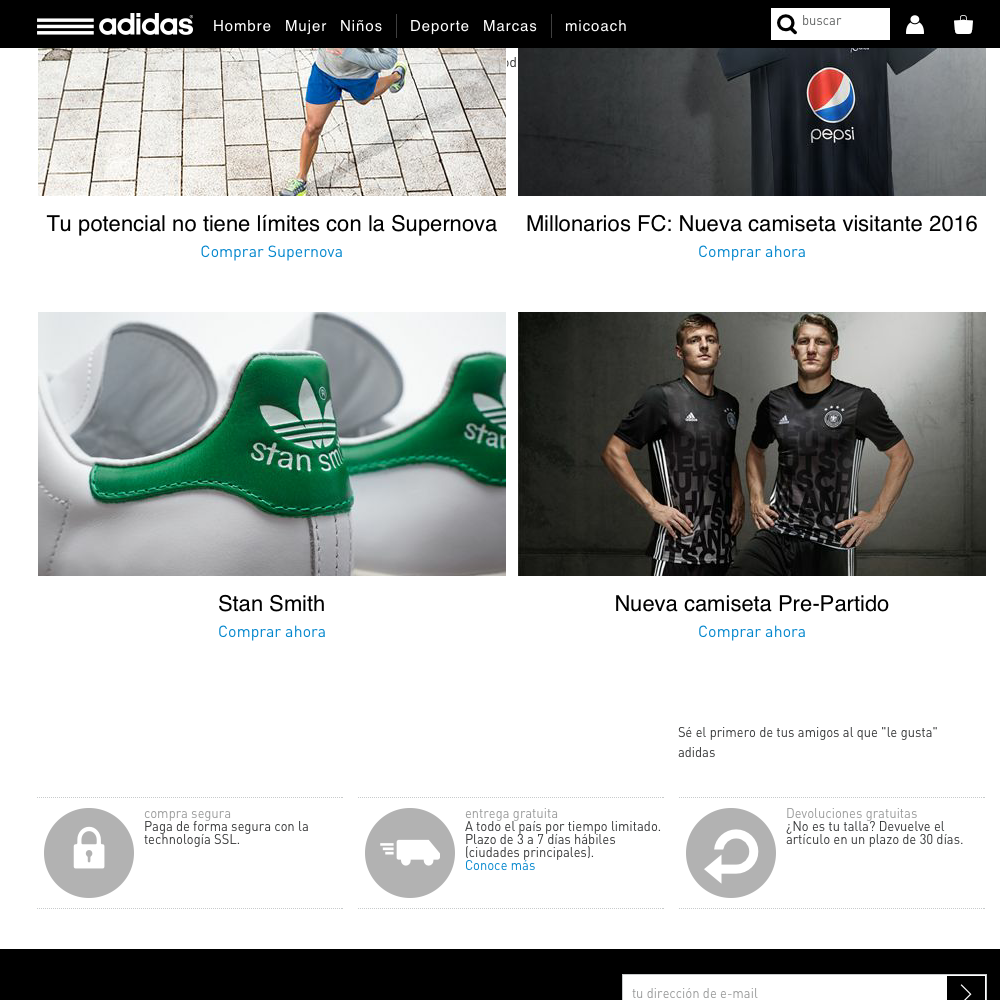 adidas
Hombre Mujer Niños Deporte Marcas micoach
buscar
pepsi
Tu potencial no tiene límites con la Supernova
Comprar Supernova
Millonarios FC: Nueva camiseta visitante 2016
Comprar ahora
stan smi
stan
Stan Smith
Comprar ahora
Nueva camiseta Pre-Partido
Comprar ahora
Sé el primero de tus amigos al que "le gusta"
adidas
compra segura
Paga de forma segura con la
technología SSL.
entrega gratuita
A todo el país por tiempo limitado.
Plazo de 3 a 7 días hábiles
(ciudades principales).
Conoce más
Devoluciones gratuitas
¿No es tu talla? Devuelve el
artículo en un plazo de 30 días.
tu dirección de e-mail